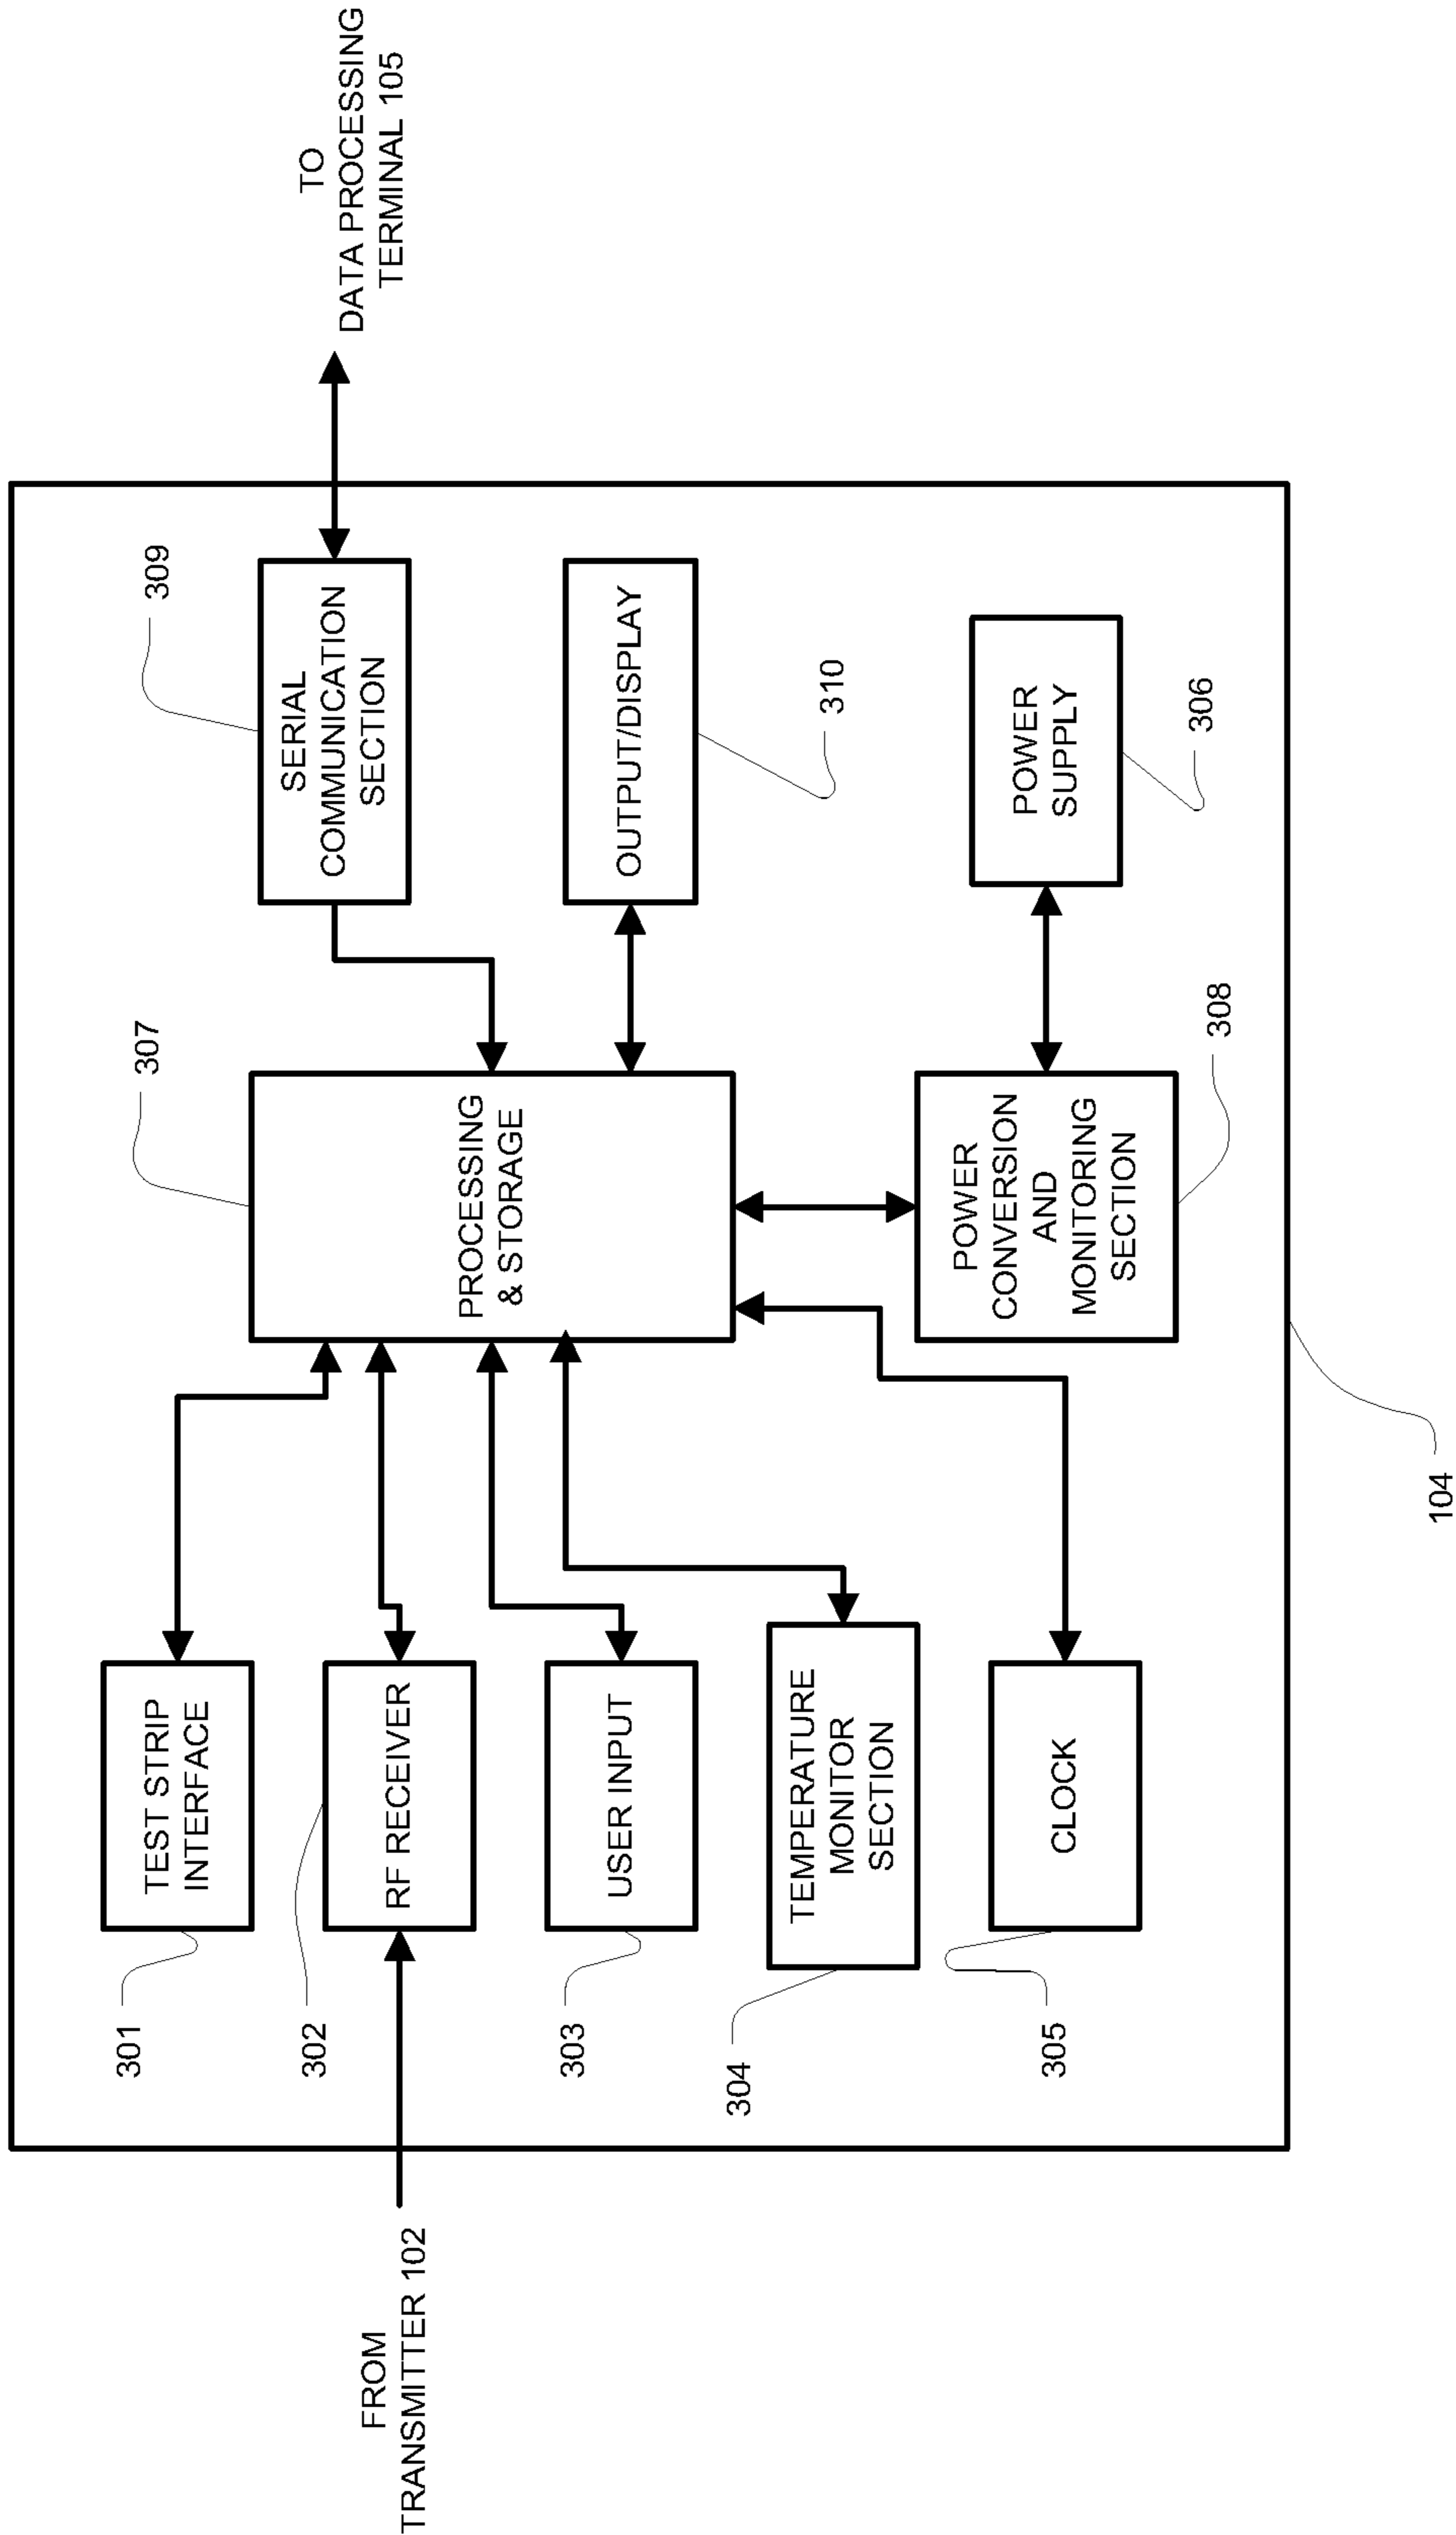 TO
DATA PROCESSING
TERMINAL 105
309
SERIAL
COMMUNICATION
SECTION
OUTPUT/DISPLAY
310
POWER
SUPPLY
306
307
PROCESSING
& STORAGE
POWER
CONVERSION
AND
MONITORING
SECTION
308
TEST STRIP
INTERFACE
301
RF RECEIVER
302
USER INPUT
303
TEMPERATURE
MONITOR
SECTION
304
CLOCK
305
104
FROM
TRANSMITTER 102